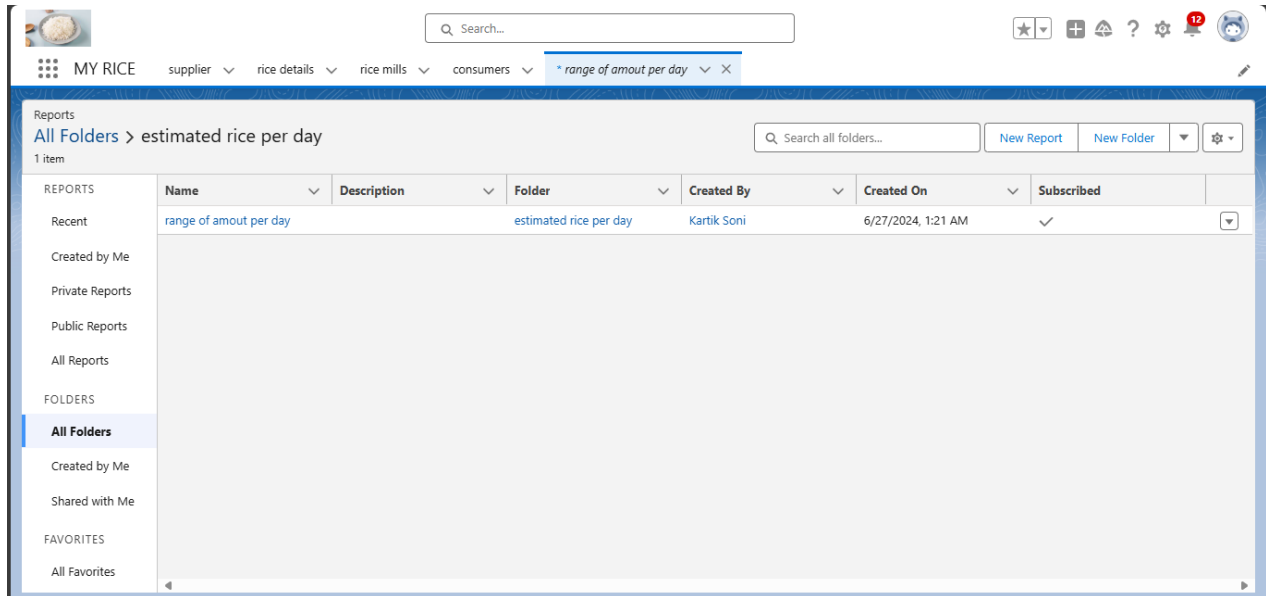 Search...
12
MY RICE supplier rice details rice mills consumers * range of amout per day
Reports
All Folders > estimated rice per day
1 item
Search all folders...
New Report New Folder
REPORTS
Recent
Created by Me
Private Reports
Public Reports
All Reports
FOLDERS
All Folders
Created by Me
Shared with Me
FAVORITES
All Favorites
Name Description Folder Created By Created On Subscribed
range of amout per day estimated rice per day Kartik Soni 6/27/2024, 1:21 AM